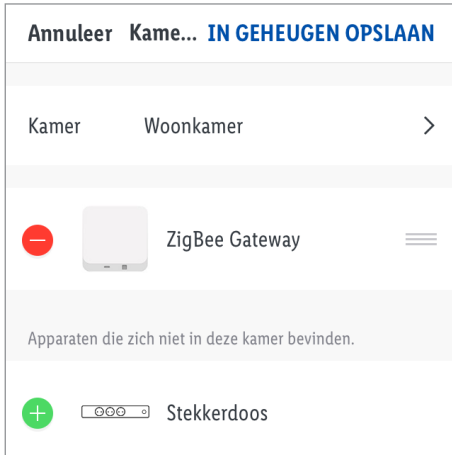 Annuleer Kame... IN GEHEUGEN OPSLAAN
Kamer Woonkamer
ZigBee Gateway
Apparaten die zich niet in deze kamer bevinden.
Stekkerdoos